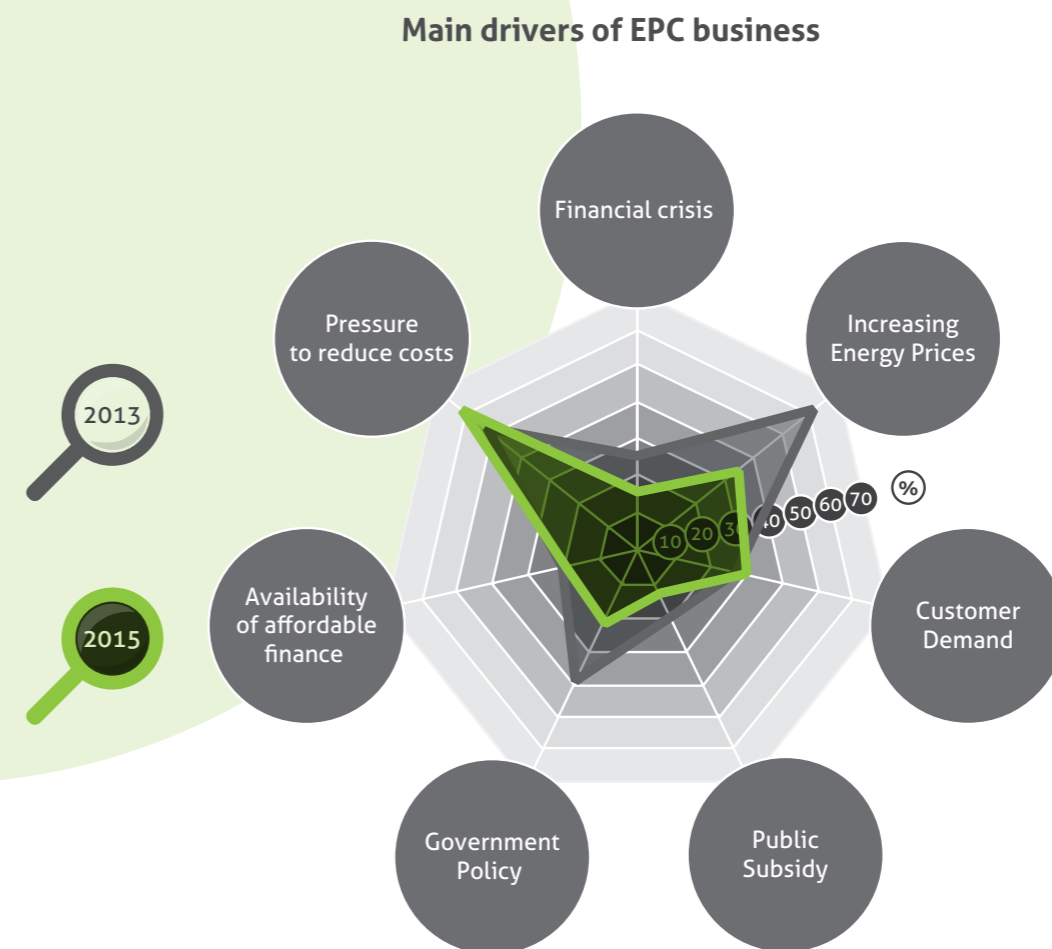 Main drivers of EPC business
Financial crisis
Pressure
to reduce costs
Increasing
Energy Prices
2013
10 20 30 40 50 60 70 %
Availability
of affordable
finance
Customer
Demand
2015
Government
Policy
Public
Subsidy